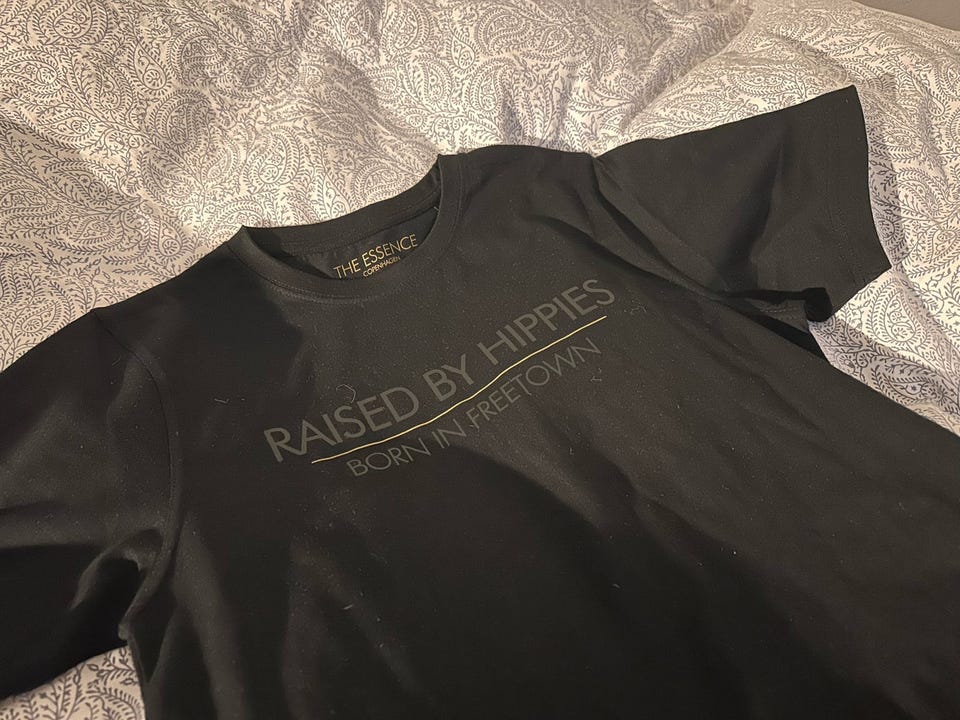 THE ESSENCE
COPENHAGEN
RAISED BY HIPPIES
BORN IN FREETOWN